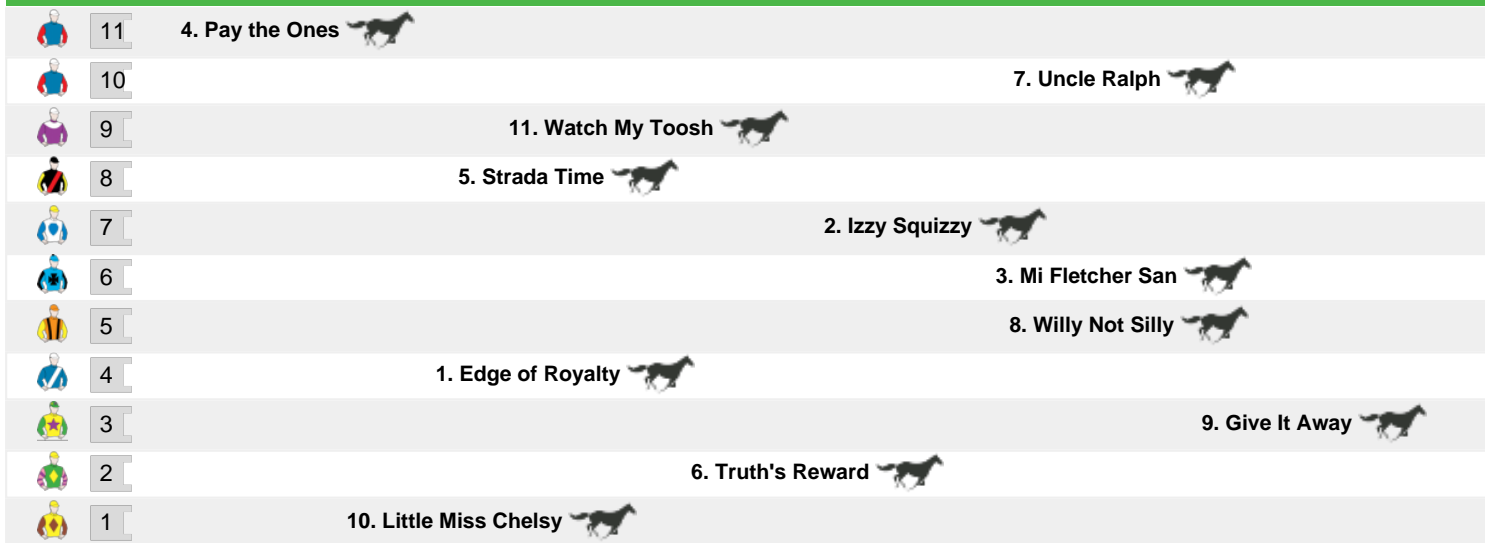 11 4. Pay the Ones
10 7. Uncle Ralph
9 11. Watch My Toosh
8 5. Strada Time
7 2. Izzy Squizzy
6 3. Mi Fletcher San
5 8. Willy Not Silly
4 1. Edge of Royalty
3 9. Give It Away
2 6. Truth's Reward
1 10. Little Miss Chelsy